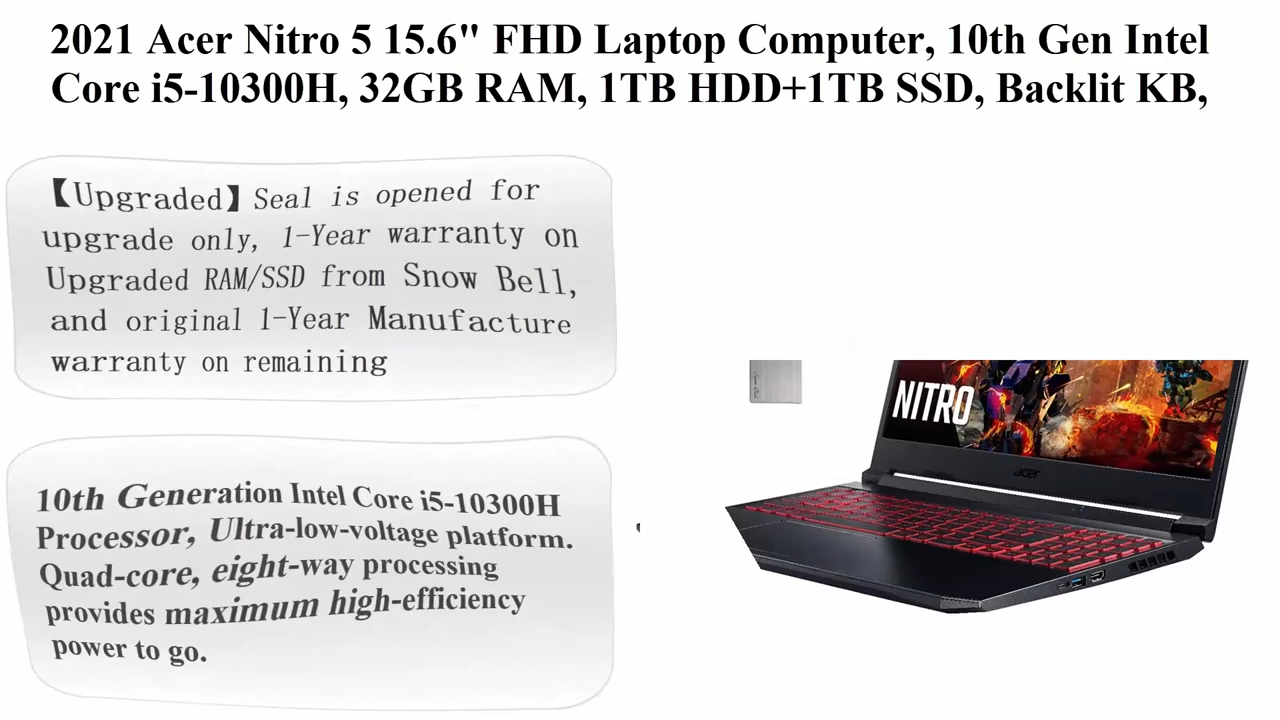 2021 Acer Nitro 5 15.6" FHD Laptop Computer, 10th Gen Intel
Core i5-10300H, 32GB RAM, 1TB HDD+1TB SSD, Backlit KB,
【Upgraded】Seal is opened for
upgrade only, 1-Year warranty on
Upgraded RAM/SSD from Snow Bell,
and original 1-Year Manufacture
warranty on remaining
10th Generation Intel Core i5-10300H
Processor, Ultra-low-voltage platform.
Quad-core, eight-way processing
provides maximum high-efficiency
power to go.
NITRO
acer